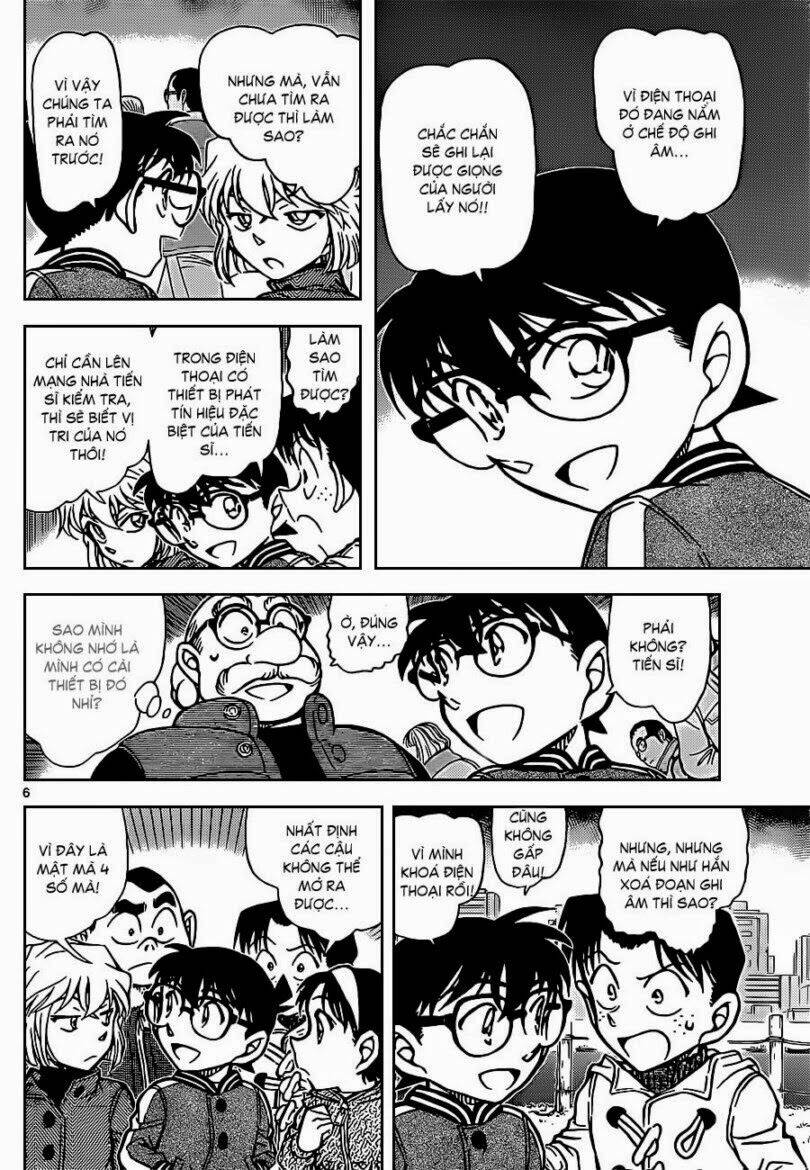 VÌ ĐIỆN THOẠI
ĐÓ ĐANG NẰM
Ở CHẾ ĐỘ GHI
ÂM...
CHẮC CHẮN
SẼ GHI LẠI
ĐƯỢC GIỌNG
CỦA NGƯỜI
LẤY NÓ!!
NHƯNG MÀ, VẪN
CHƯA TÌM RA
ĐƯỢC THÌ LÀM
SAO?
VÌ VẬY
CHÚNG TA
PHẢI TÌM
RA NÓ
TRƯỚC!
LÀM
SAO TÌM
ĐƯỢC?
TRONG ĐIỆN
THOẠI CÓ
THIẾT BỊ PHÁT
TÍN HIỆU ĐẶC
BIỆT CỦA TIẾN
SĨ...
CHỈ CẦN LÊN
MẠNG NHÀ TIẾN
SĨ KIỂM TRA,
THÌ SẼ BIẾT VỊ
TRI CỦA NÓ
THÔI!
PHẢI
KHÔNG?
TIẾN SĨ!
Ờ, ĐÚNG
VẬY...
SAO MÌNH
KHÔNG NHỚ LÀ
MÌNH CÓ CÀI
THIẾT BỊ ĐÓ
NHỈ?
6
NHƯNG, NHƯNG
MÀ NẾU NHƯ HẮN
XOÁ ĐOẠN GHI
ÂM THÌ SAO?
CŨNG
KHÔNG
GẤP
ĐÂU!
VÌ MÌNH
KHOÁ ĐIỆN
THOẠI RỒI!
NHẤT ĐỊNH
CÁC CẬU
KHÔNG THỂ
MỞ RA
ĐƯỢC...
VÌ ĐÂY LÀ
MẬT MÃ 4
SỐ MÀ!